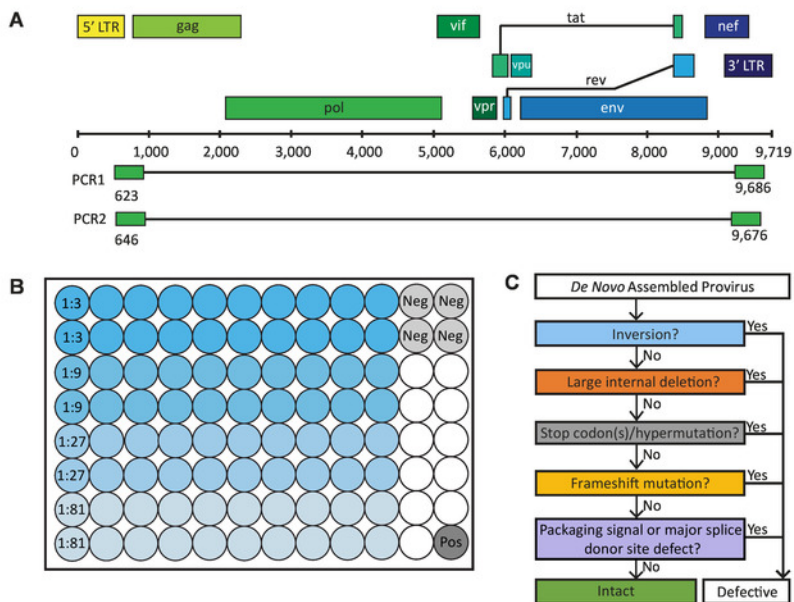 A
5' LTR
gag
vif
tat
nef
vpu
3' LTR
rev
pol
vpr
env
0 1,000 2,000 3,000 4,000 5,000 6,000 7,000 8,000 9,000 9,719
PCR1
623
9,686
PCR2
646
9,676
B
1:3 Neg Neg
1:3 Neg Neg
1:9
1:9
1:27
1:27
1:81
1:81 Pos
C
De Novo Assembled Provirus
Inversion?
Yes
No
Large internal deletion?
Yes
No
Stop codon(s)/hypermutation?
Yes
No
Frameshift mutation?
Yes
No
Packaging signal or major splice
donor site defect?
Yes
No
Intact
Defective